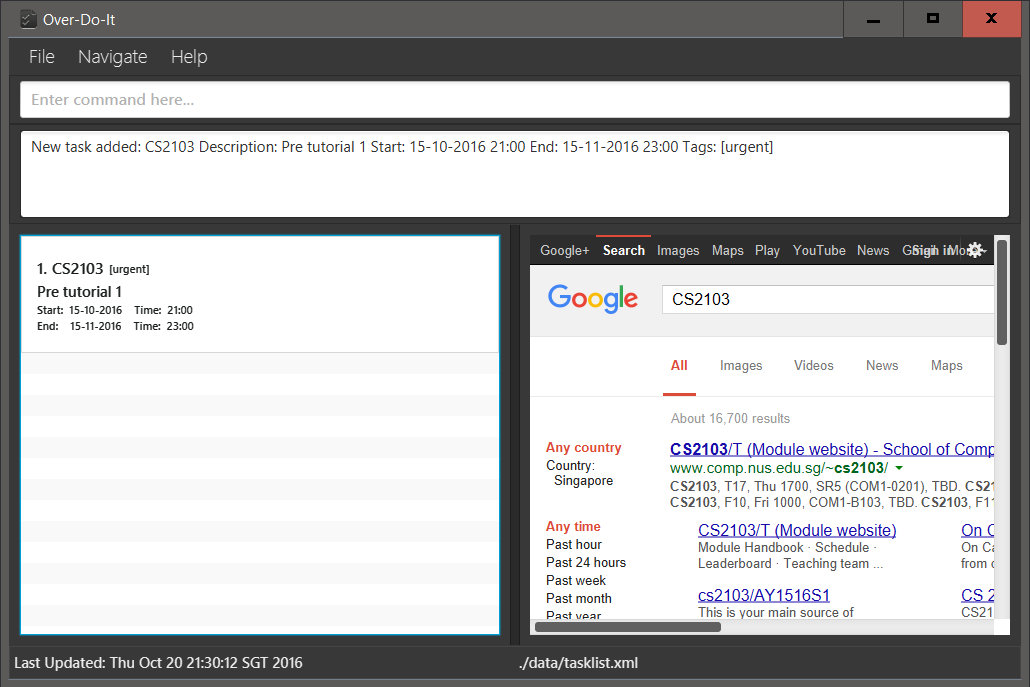 Over-Do-It
File Navigate Help
Enter command here...
New task added: CS2103 Description: Pre tutorial 1 Start: 15-10-2016 21:00 End: 15-11-2016 23:00 Tags: [urgent]
1. CS2103 [urgent]
Pre tutorial 1
Start: 15-10-2016 Time: 21:00
End: 15-11-2016 Time: 23:00
Google+ Search Images Maps Play YouTube News
Google CS2103
All Images Videos News Maps
About 16,700 results
Any country
Country:
Singapore
Any time
Past hour
Past 24 hours
Past week
Past month
Past year
CS2103/T (Module website) - School of Comp
www.comp.nus.edu.sg/~cs2103/
CS2103, T17, Thu 1700, SR5 (COM1-0201), TBD. CS21
CS2103, F10, Fri 1000, COM1-B103, TBD. CS2103, F11
CS2103/T (Module website)
Module Handbook · Schedule ·
Leaderboard · Teaching team ...
On C
On Ca
from c
cs2103/AY1516S1
This is your main source of
CS 2
CS21
Last Updated: Thu Oct 20 21:30:12 SGT 2016 ./data/tasklist.xml